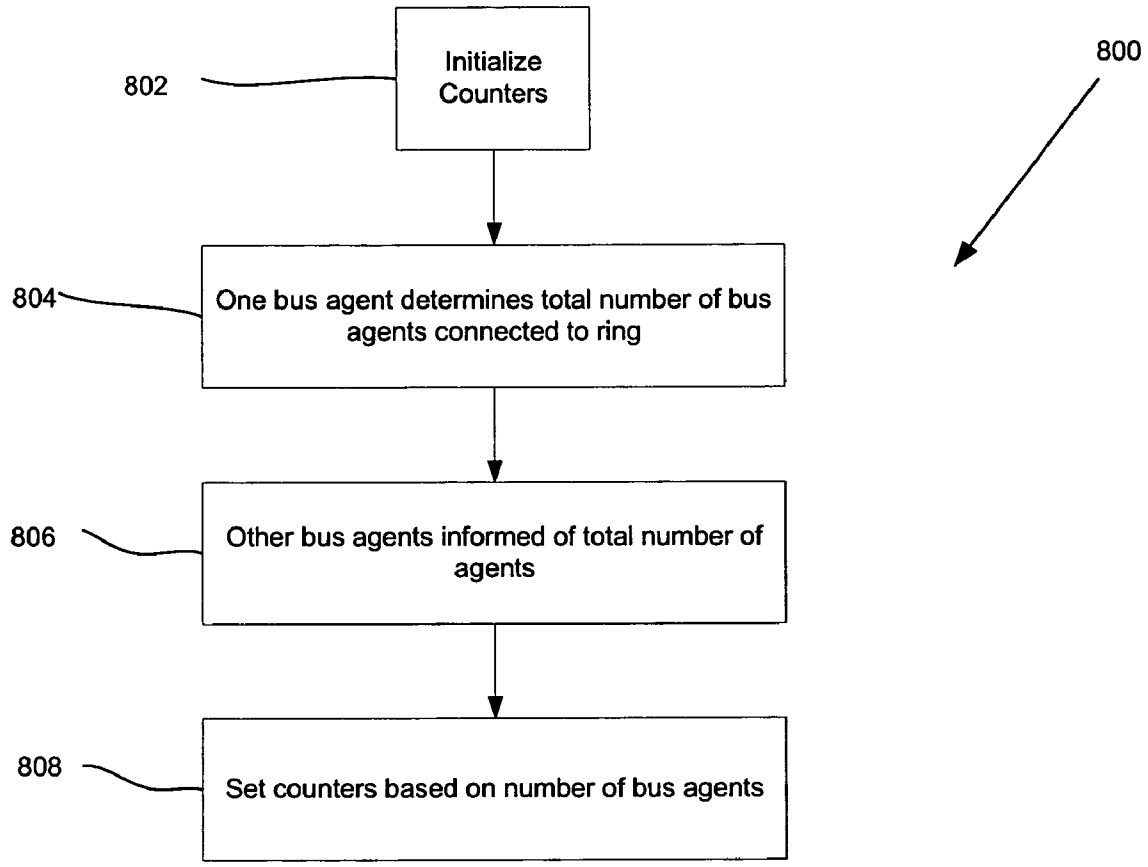 800
802
Initialize
Counters
804
One bus agent determines total number of bus
agents connected to ring
806
Other bus agents informed of total number of
agents
808
Set counters based on number of bus agents